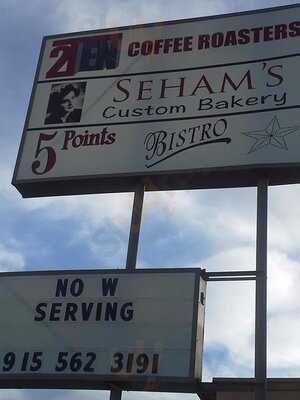 2TEN COFFEE ROASTERS
SEHAM'S
Custom Bakery
5 Points BISTRO
NO W
SERVING
915 562 3191